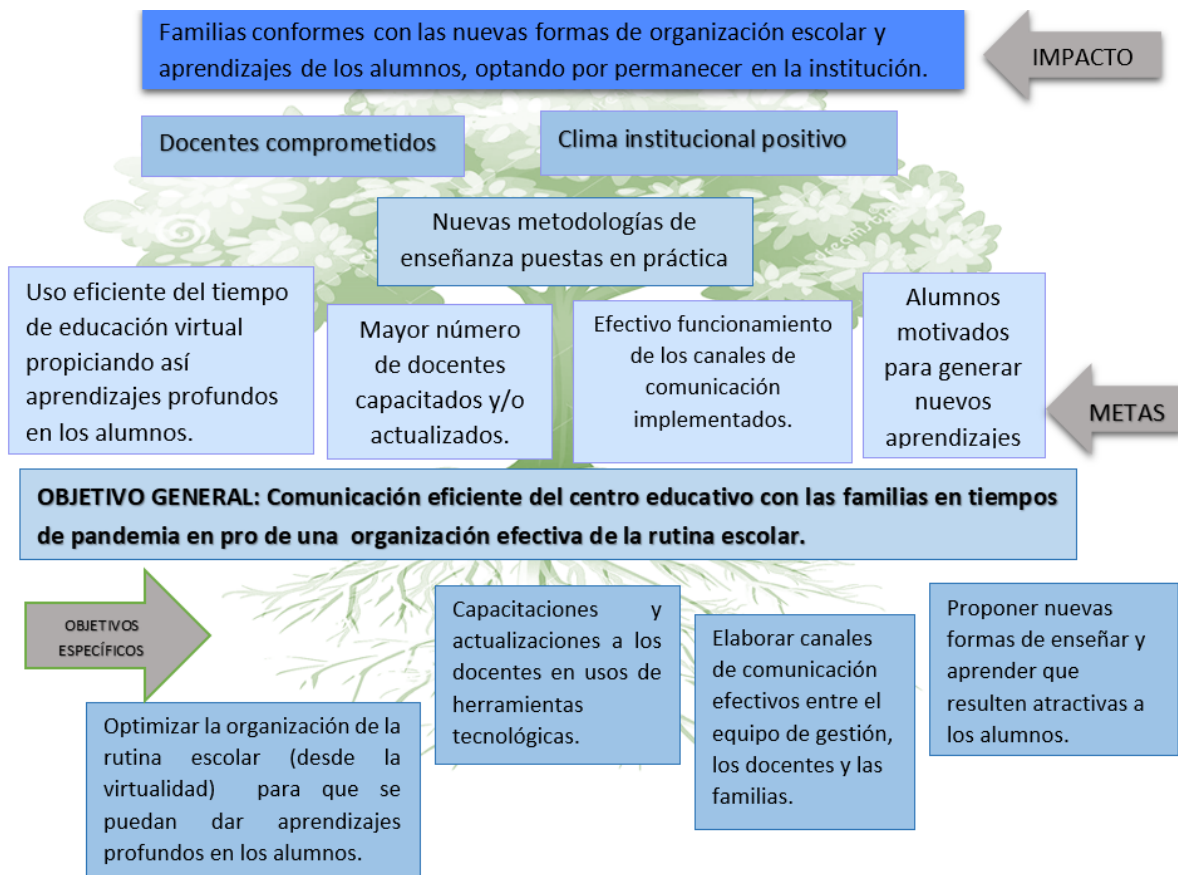 Familias conformes con las nuevas formas de organización escolar y
aprendizajes de los alumnos, optando por permanecer en la institución.
IMPACTO
Docentes comprometidos
Clima institucional positivo
Nuevas metodologías de
enseñanza puestas en práctica
Uso eficiente del tiempo
de educación virtual
propiciando así
aprendizajes profundos
en los alumnos.
Mayor número
de docentes
capacitados y/o
actualizados.
Efectivo funcionamiento
de los canales de
comunicación
implementados.
Alumnos
motivados
para generar
nuevos
aprendizajes
METAS
OBJETIVO GENERAL: Comunicación eficiente del centro educativo con las familias en tiempos
de pandemia en pro de una organización efectiva de la rutina escolar.
OBJETIVOS
ESPECÍFICOS
Optimizar la organización de la
rutina escolar (desde la
virtualidad) para que se
puedan dar aprendizajes
profundos en los alumnos.
Capacitaciones y
actualizaciones a los
docentes en usos de
herramientas
tecnológicas.
Elaborar canales
de comunicación
efectivos entre el
equipo de gestión,
los docentes y las
familias.
Proponer nuevas
formas de enseñar y
aprender que
resulten atractivas a
los alumnos.